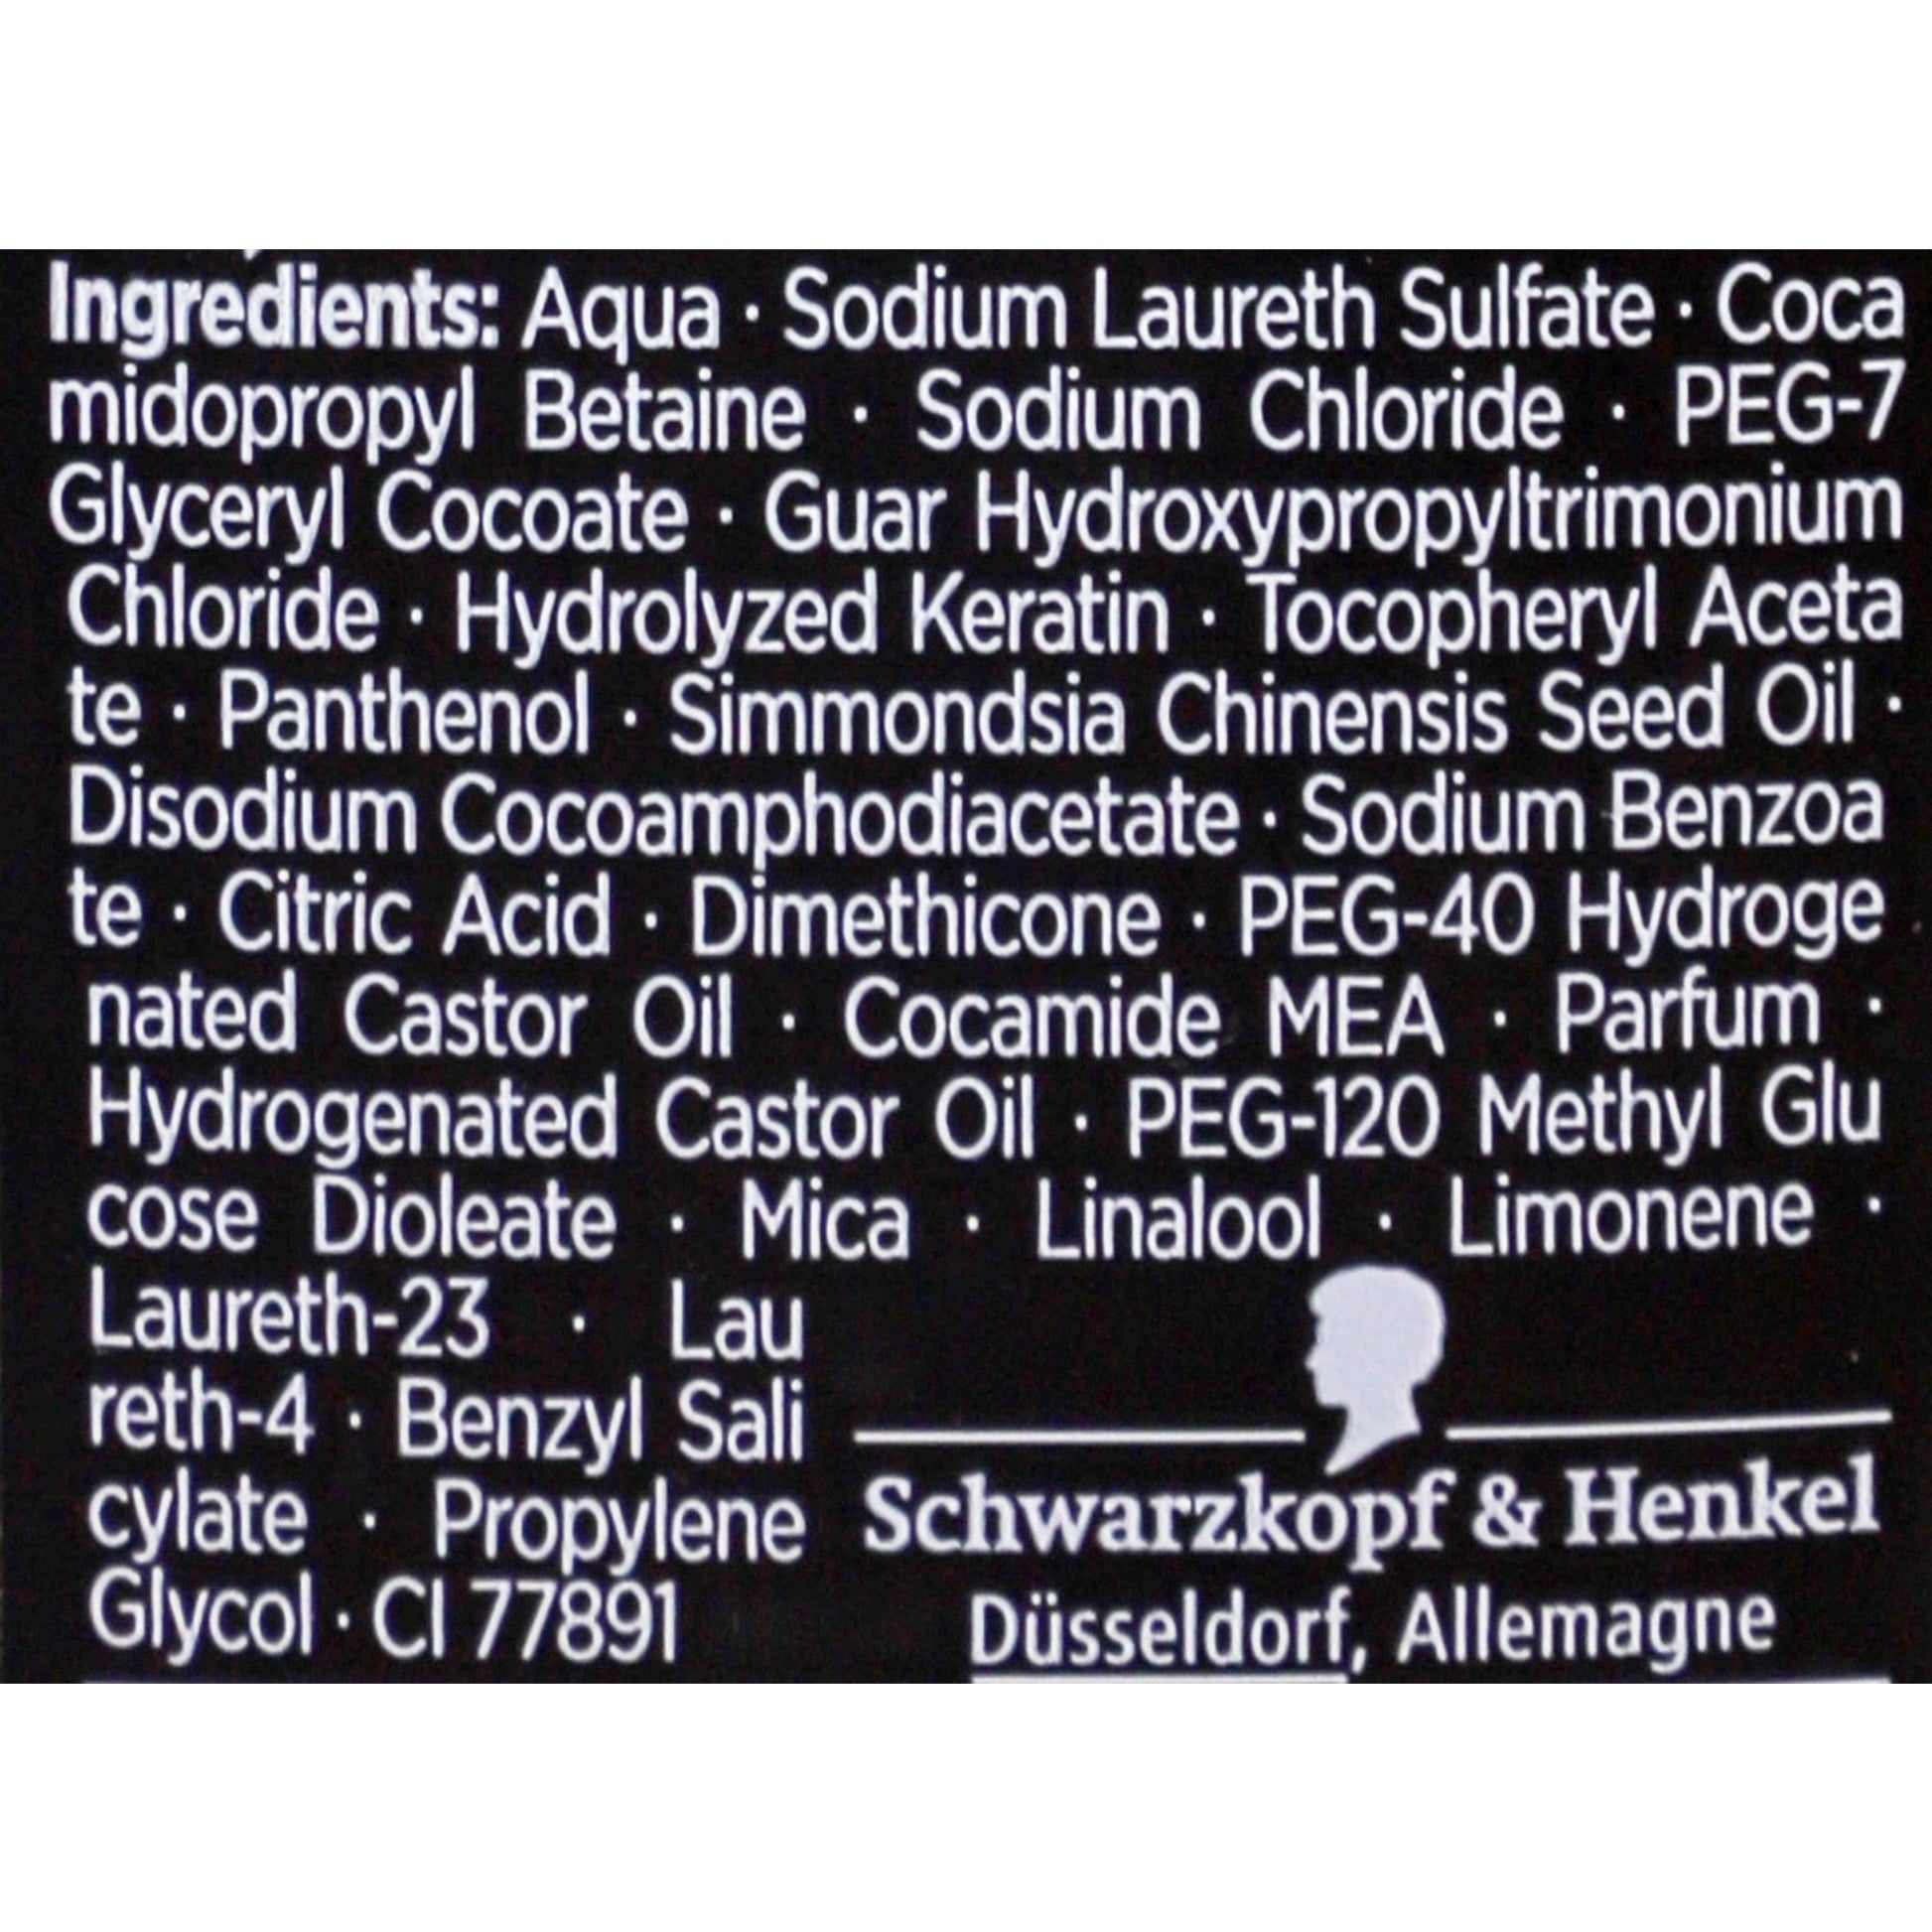 Ingredients: Aqua · Sodium Laureth Sulfate · Coca
midopropyl Betaine · Sodium Chloride · PEG-7
Glyceryl Cocoate · Guar Hydroxypropyltrimonium
Chloride · Hydrolyzed Keratin · Tocopheryl Aceta
te · Panthenol · Simmondsia Chinensis Seed Oil ·
Disodium Cocoamphodiacetate · Sodium Benzoa
te · Citric Acid · Dimethicone · PEG-40 Hydroge
nated Castor Oil · Cocamide MEA · Parfum ·
Hydrogenated Castor Oil · PEG-120 Methyl Glu
cose Dioleate · Mica · Linalool · Limonene ·
Laureth-23 · Lau
reth-4 · Benzyl Sali
cylate · Propylene
Glycol · CI 77891
Schwarzkopf & Henkel
Düsseldorf, Allemagne